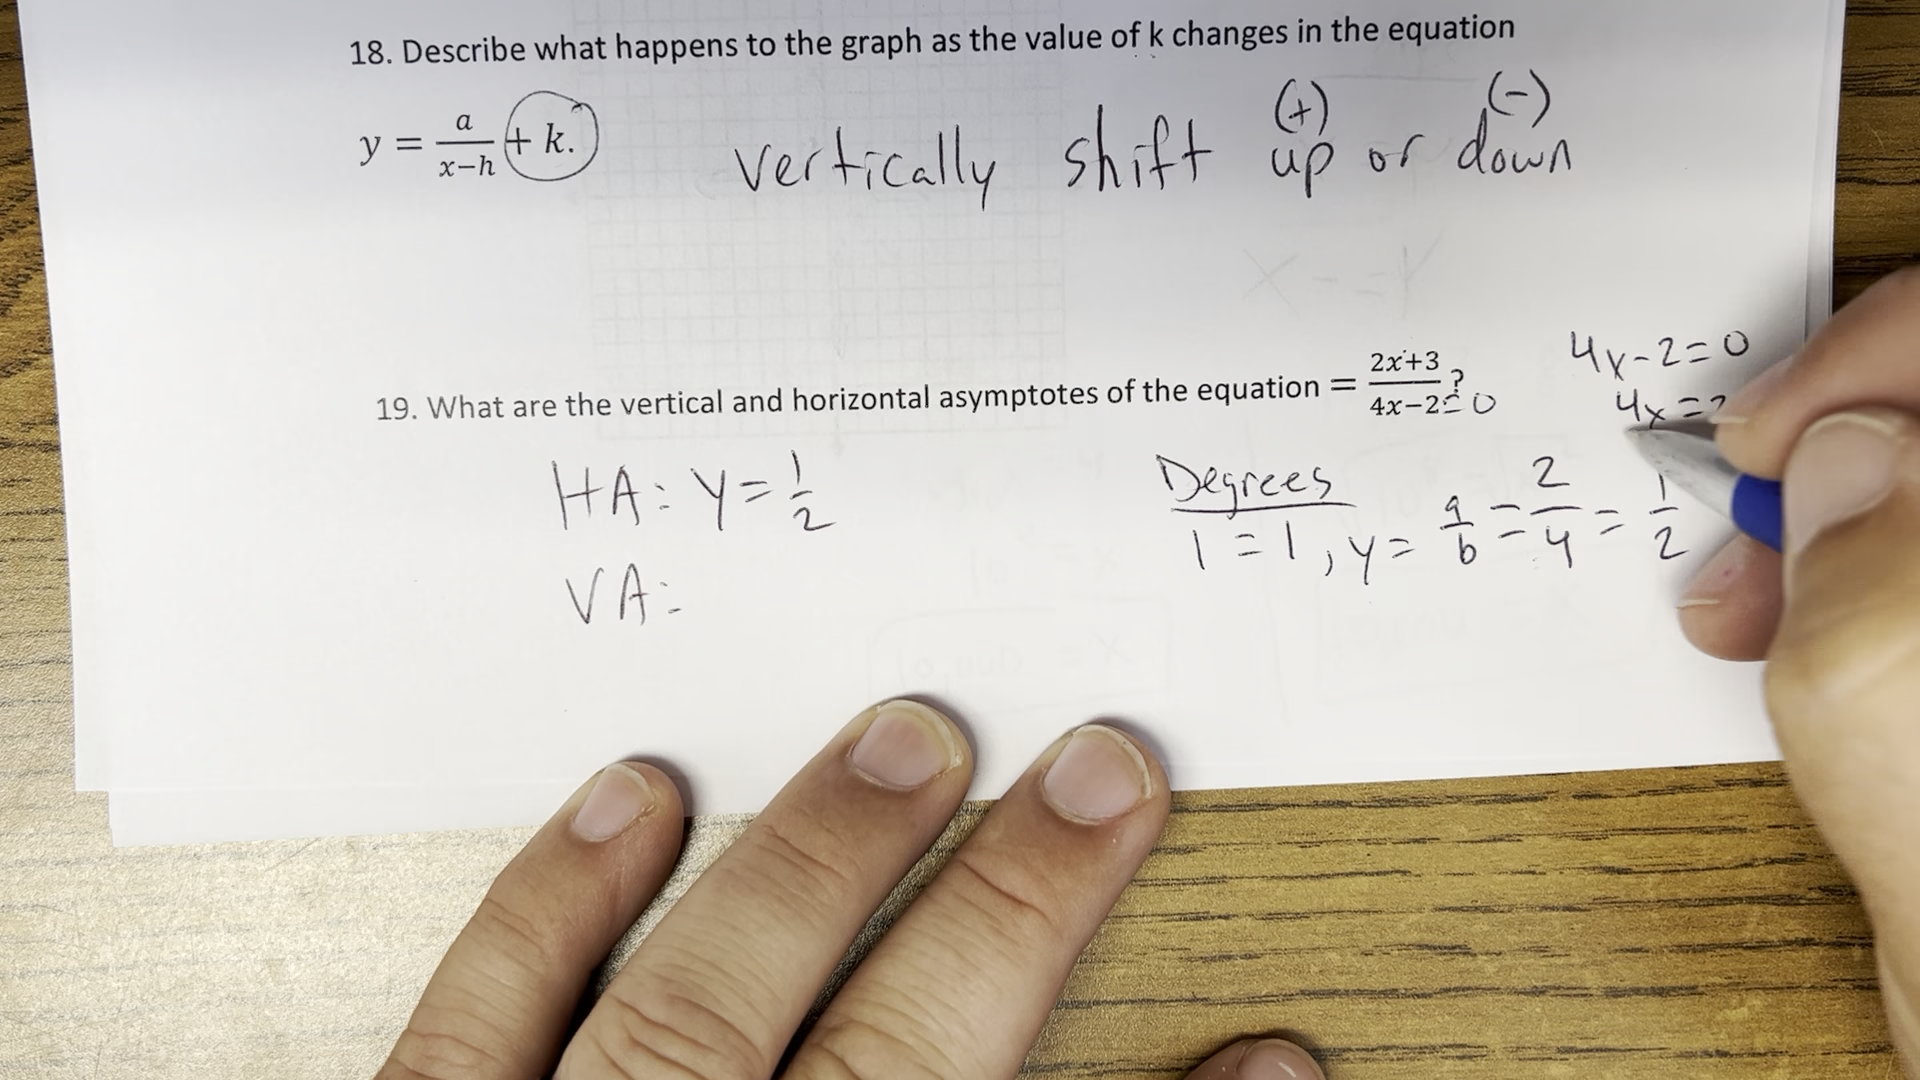 18. Describe what happens to the graph as the value of k changes in the equation
y = a/(x−h) + k.
vertically shift (+) up or (-) down
19. What are the vertical and horizontal asymptotes of the equation = (2x+3)/(4x−2) ?
= 0
4x-2=0
4x=2
HA: y = 1/2
Degrees
1 = 1, y = a/b = 2/4 = 1/2
VA: